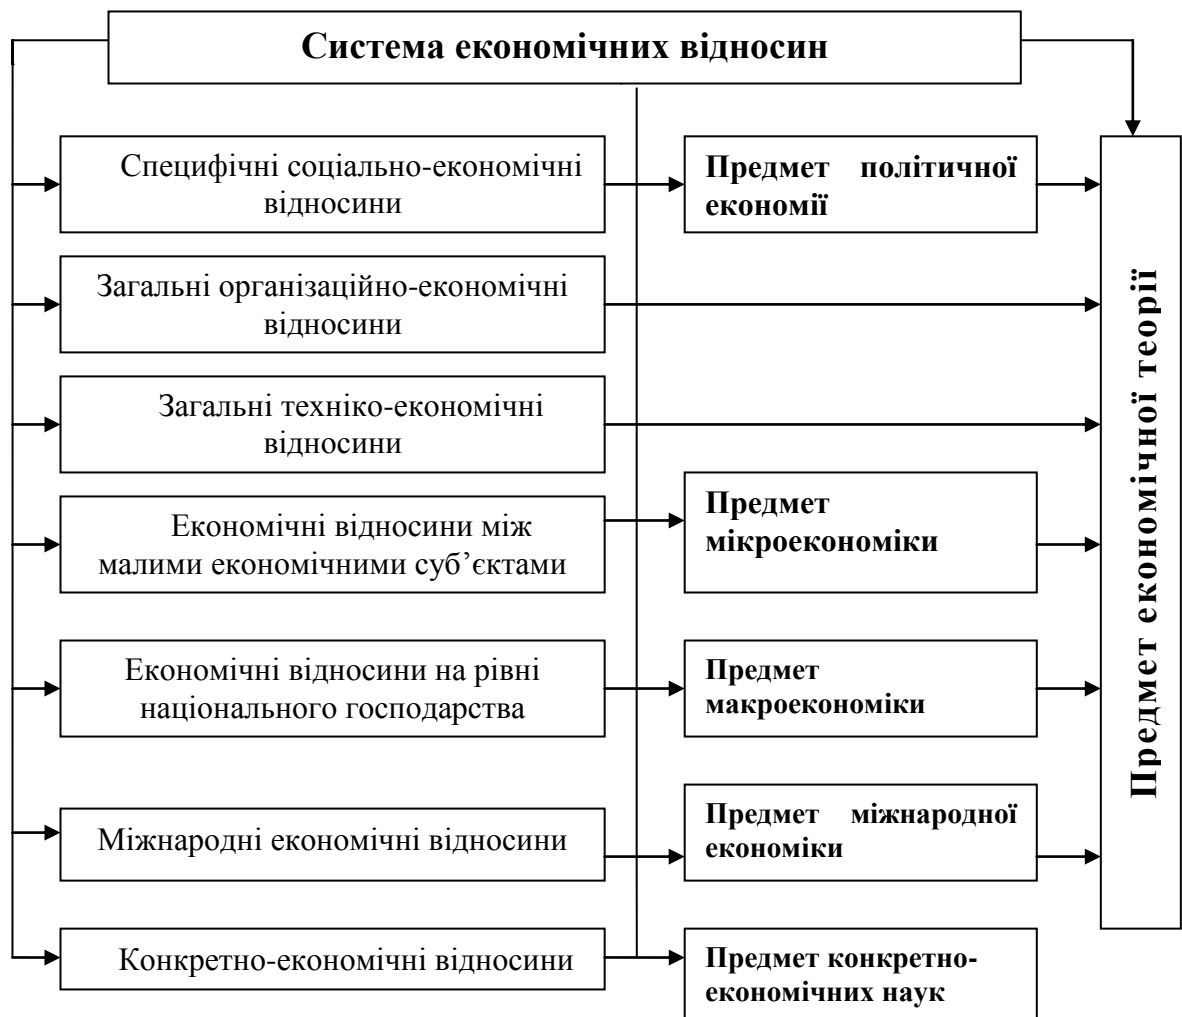 Система економічних відносин
Специфічні соціально-економічні
відносини
Предмет політичної
економії
Загальні організаційно-економічні
відносини
Загальні техніко-економічні
відносини
Економічні відносини між
малими економічними суб’єктами
Предмет
мікроекономіки
Економічні відносини на рівні
національного господарства
Предмет
макроекономіки
Міжнародні економічні відносини
Предмет міжнародної
економіки
Конкретно-економічні відносини
Предмет конкретно-
економічних наук
Предмет економічної теорії